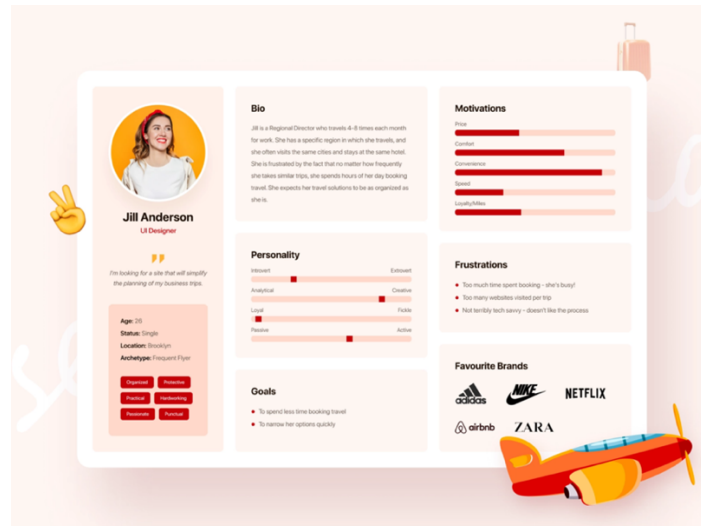 Jill Anderson
UI Designer
I'm looking for a site that will simplify
the planning of my business trips.
Age: 26
Status: Single
Location: Brooklyn
Archetype: Frequent Flyer
Organized
Protective
Practical
Hardworking
Passionate
Punctual
Bio
Jill is a Regional Director who travels 4-8 times each month
for work. She has a specific region in which she travels, and
she often visits the same cities and stays at the same hotel.
She is frustrated by the fact that no matter how frequently
she takes similar trips, she spends hours of her day booking
travel. She expects her travel solutions to be as organized as
she is.
Personality
Introvert Extrovert
Analytical Creative
Loyal Fickle
Passive Active
Goals
To spend less time booking travel
To narrow her options quickly
Motivations
Price
Comfort
Convenience
Speed
Loyalty/Miles
Frustrations
Too much time spent booking - she's busy!
Too many websites visited per trip
Not terribly tech savvy - doesn't like the process
Favourite Brands
adidas
NIKE
NETFLIX
airbnb
ZARA